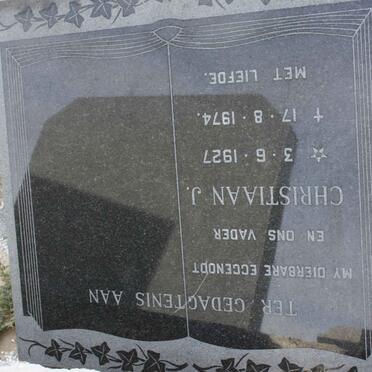 TER GEDAGTENIS AAN
MY DIERBARE EGGENOOT
EN ONS VADER
CHRISTIAAN J.
☆ 3·6·1927
† 17·8·1974.
MET LIEFDE.